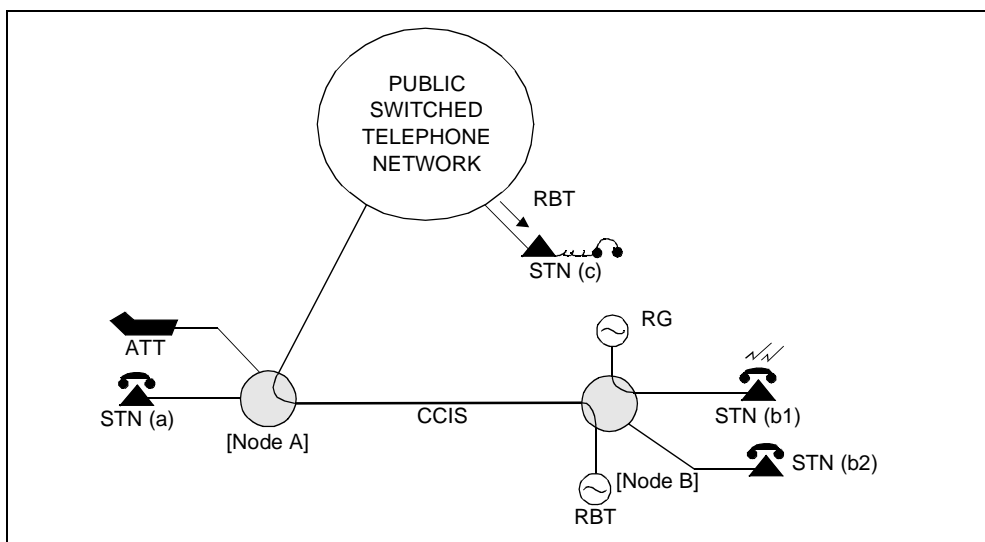 PUBLIC
SWITCHED
TELEPHONE
NETWORK
RBT
STN (c)
ATT
RG
STN (a)
STN (b1)
CCIS
[Node A]
STN (b2)
[Node B]
RBT